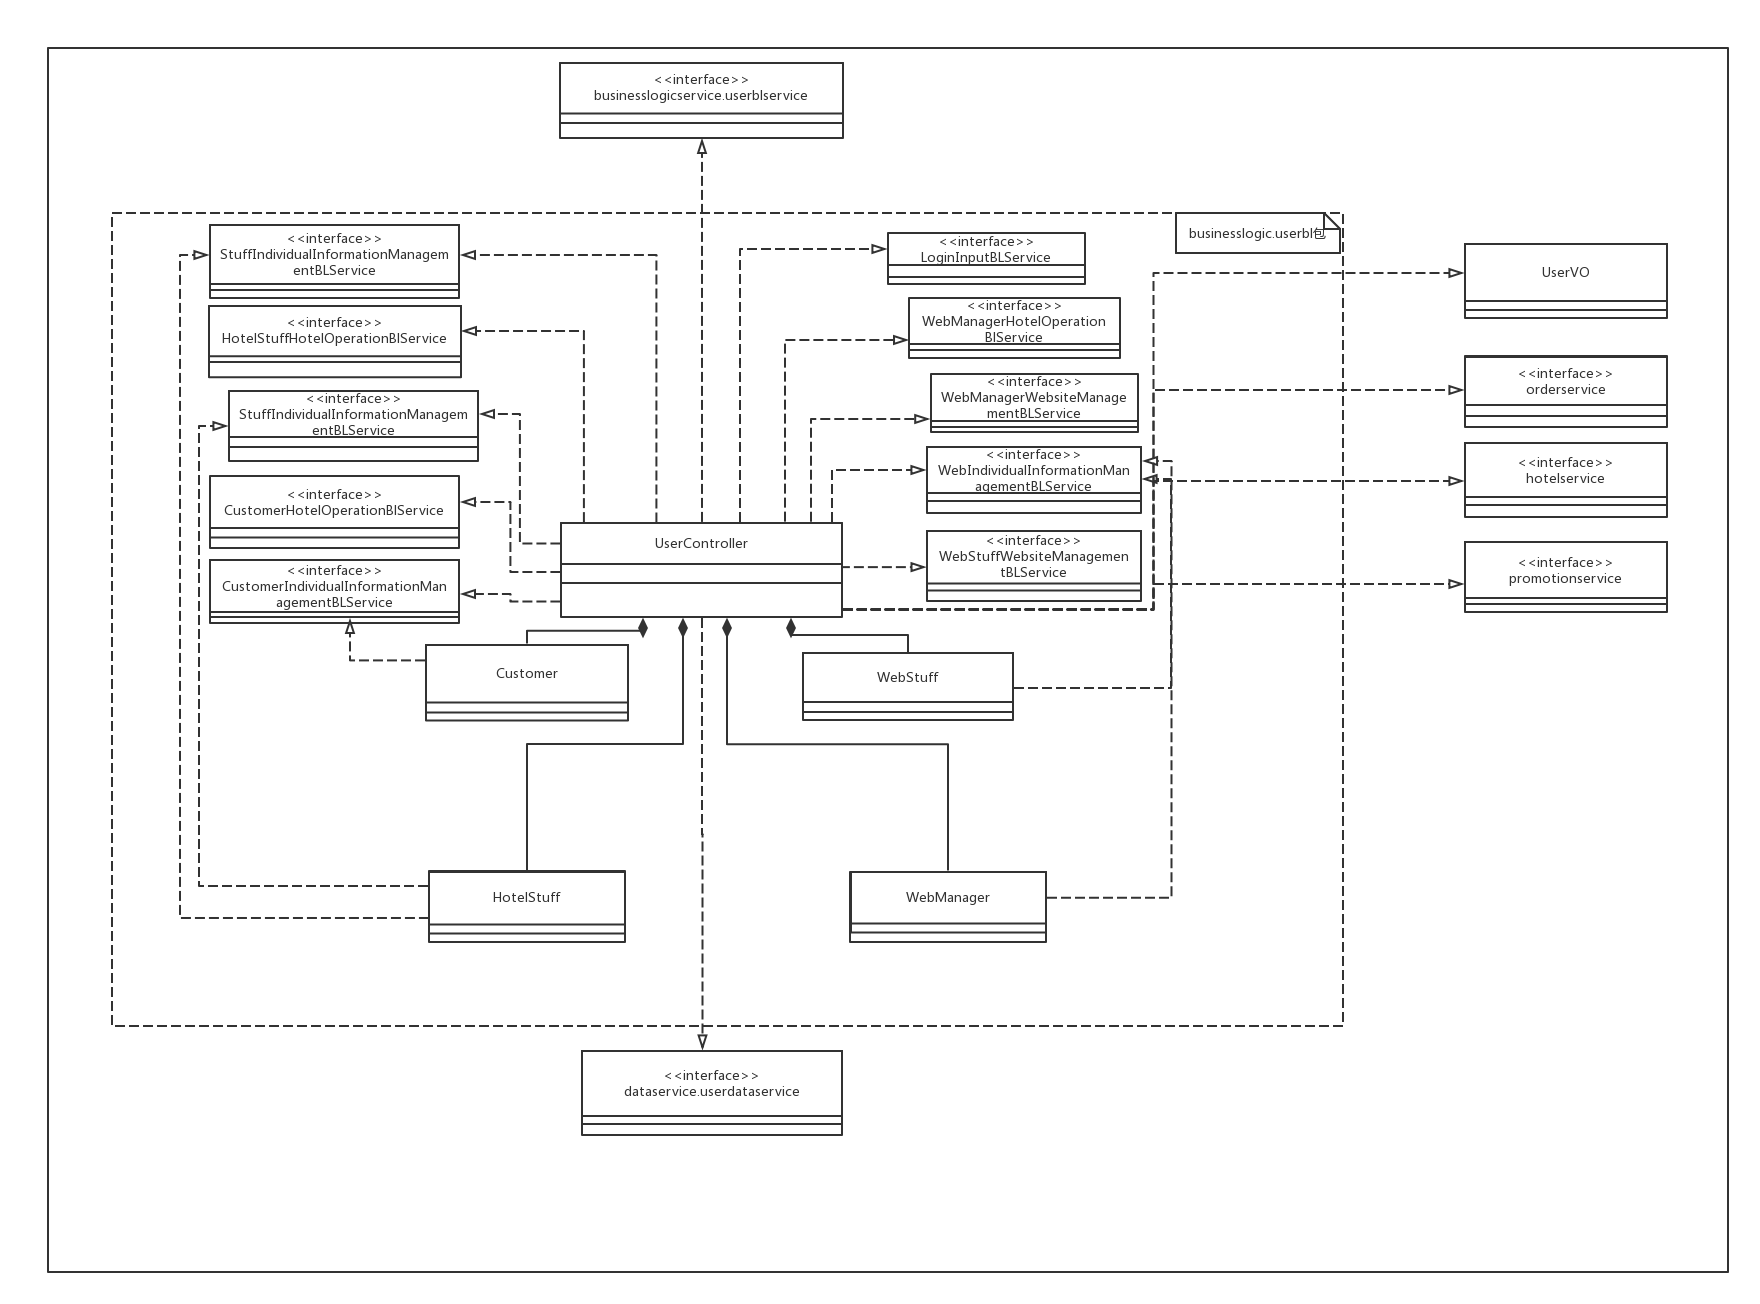 <<interface>>
businesslogicservice.userblservice
businesslogic.userbl包
<<interface>>
StuffIndividualInformationManagem
entBLService
<<interface>>
HotelStuffHotelOperationBlService
<<interface>>
StuffIndividualInformationManagem
entBLService
<<interface>>
CustomerHotelOperationBlService
<<interface>>
CustomerIndividualInformationMan
agementBLService
<<interface>>
LoginInputBLService
<<interface>>
WebManagerHotelOperation
BlService
<<interface>>
WebManagerWebsiteManage
mentBLService
<<interface>>
WebIndividualInformationMan
agementBLService
<<interface>>
WebStuffWebsiteManagemen
tBLService
UserVO
<<interface>>
orderservice
<<interface>>
hotelservice
<<interface>>
promotionservice
UserController
Customer
WebStuff
HotelStuff
WebManager
<<interface>>
dataservice.userdataservice